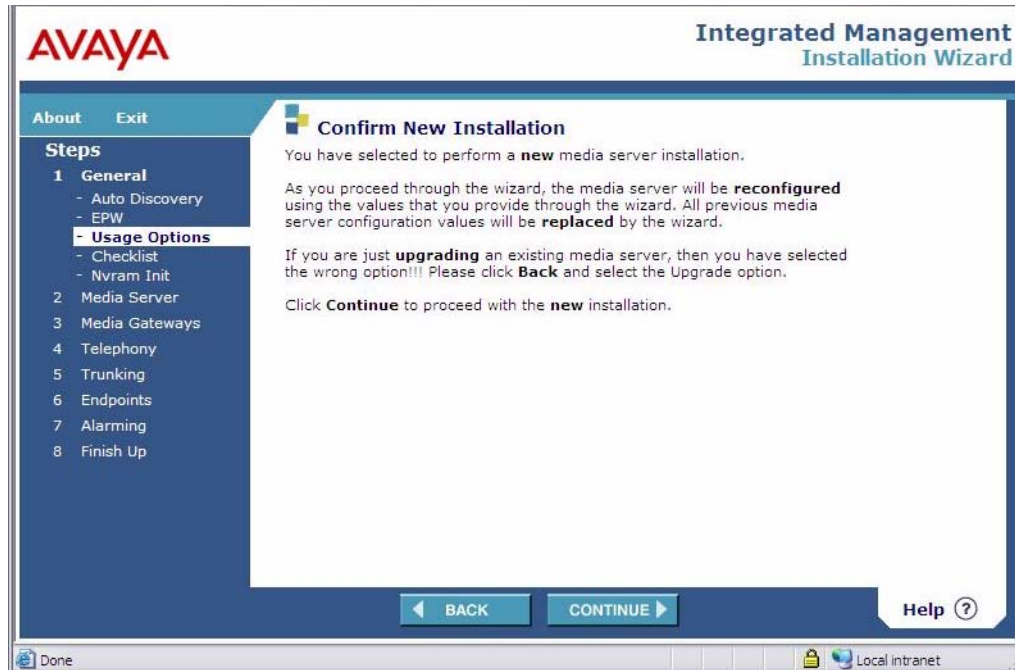 AVAYA
Integrated Management
Installation Wizard
About Exit
Steps
1 General
- Auto Discovery
- EPW
- Usage Options
- Checklist
- Nvram Init
2 Media Server
3 Media Gateways
4 Telephony
5 Trunking
6 Endpoints
7 Alarming
8 Finish Up
Confirm New Installation
You have selected to perform a new media server installation.
As you proceed through the wizard, the media server will be reconfigured
using the values that you provide through the wizard. All previous media
server configuration values will be replaced by the wizard.
If you are just upgrading an existing media server, then you have selected
the wrong option!!! Please click Back and select the Upgrade option.
Click Continue to proceed with the new installation.
BACK
CONTINUE
Help ?
Done
Local intranet